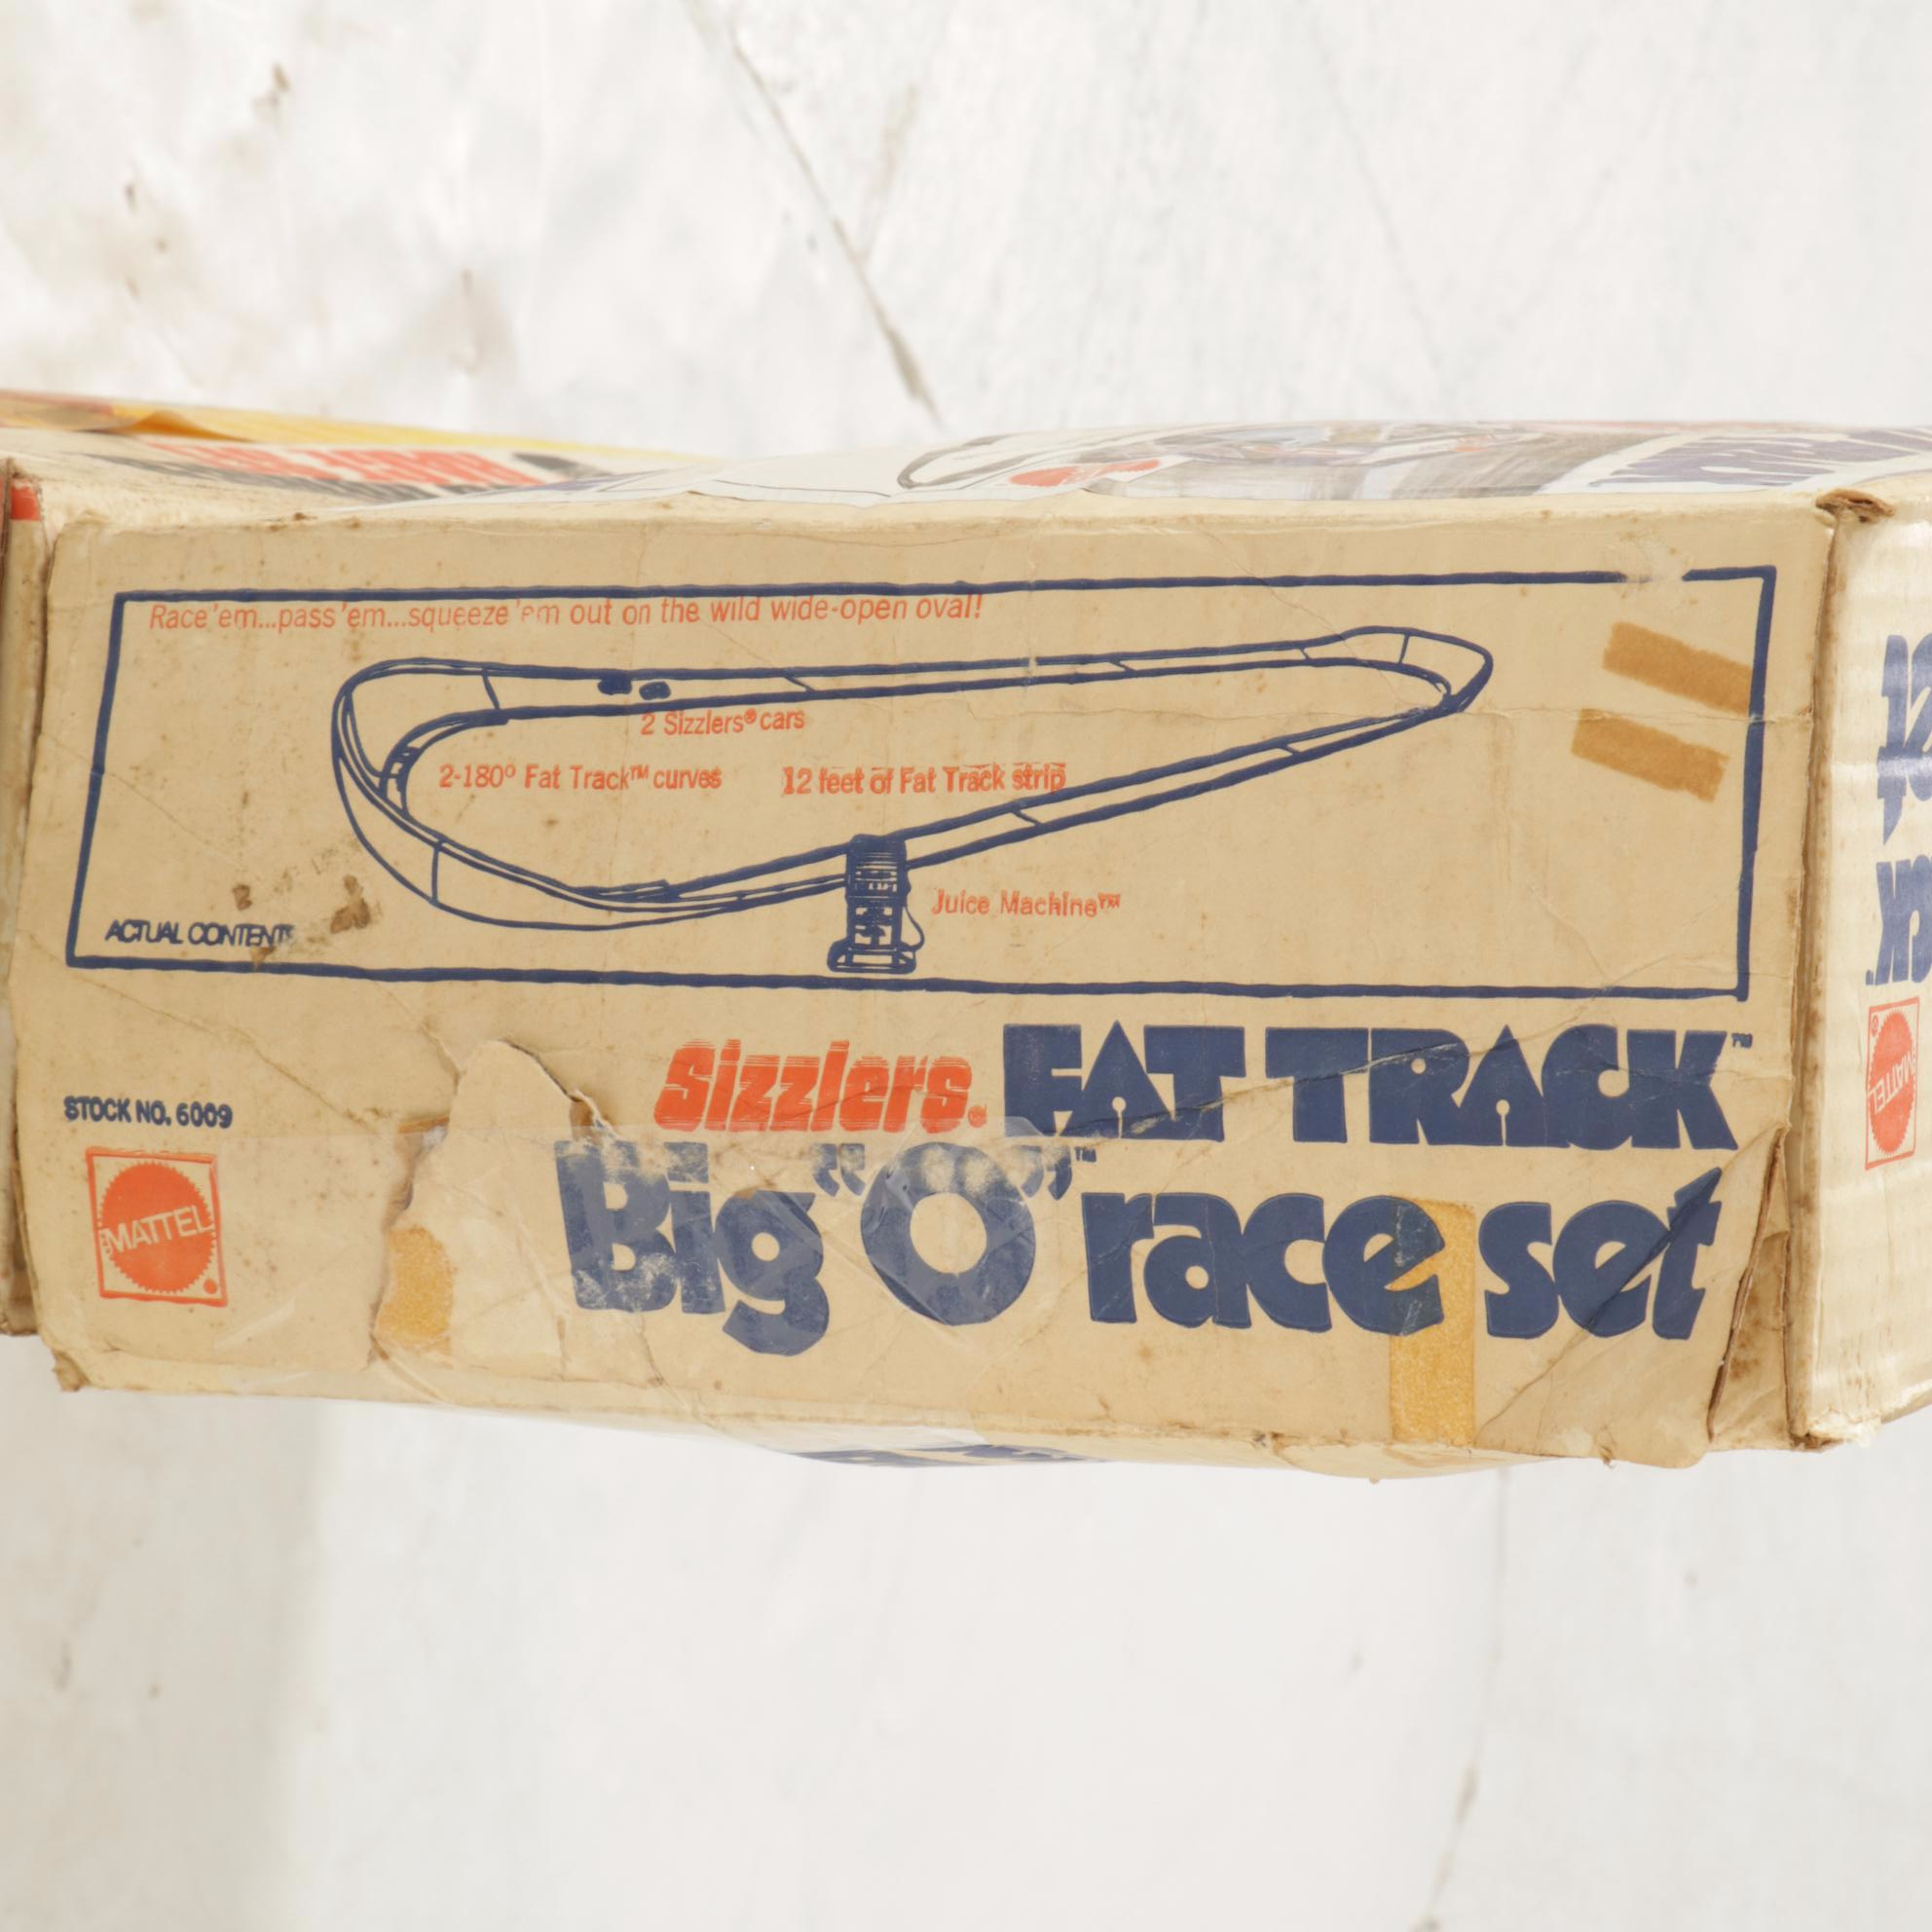 Race 'em...pass 'em...squeeze 'em out on the wild wide-open oval!
2 Sizzlers® cars
2-180° Fat Track™ curves
12 feet of Fat Track strip
Juice Machine™
ACTUAL CONTENTS
Sizzlers® FAT TRACK™
STOCK NO. 6009
Big "O"™ race set
MATTEL
MATTEL